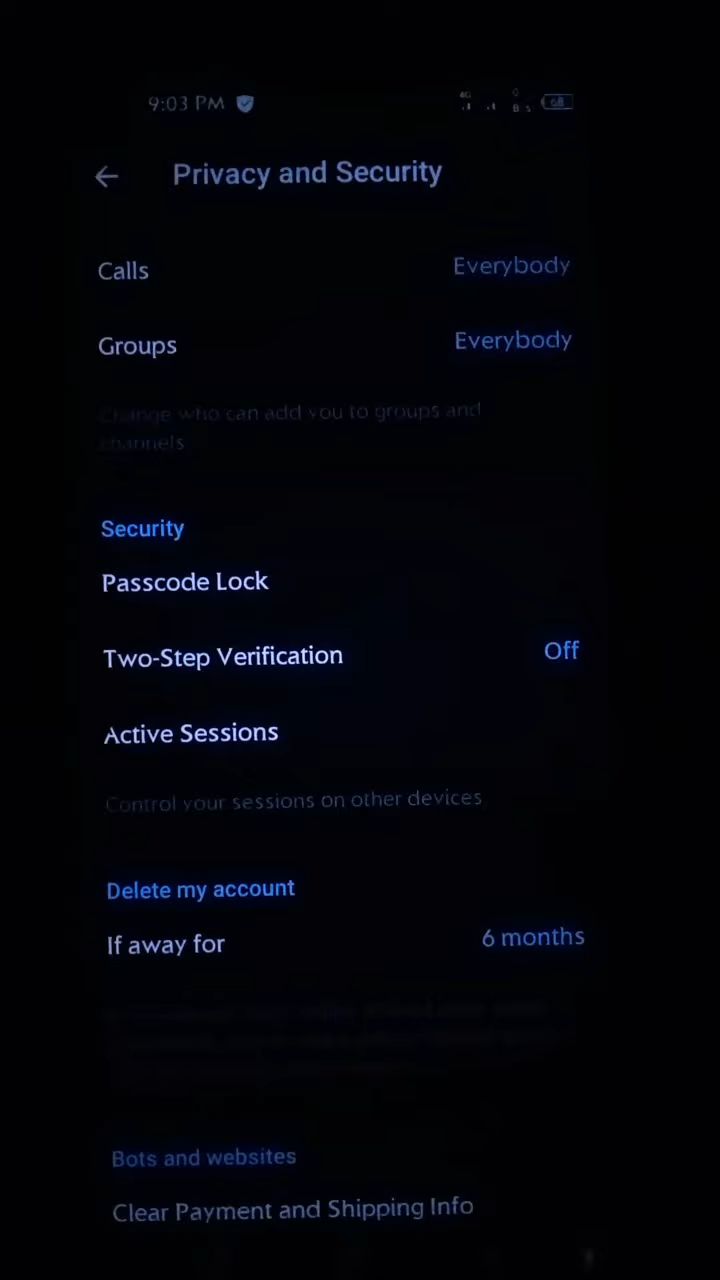 9:03 PM
68
Privacy and Security
Calls
Everybody
Groups
Everybody
Change who can add you to groups and
channels
Security
Passcode Lock
Two-Step Verification
Off
Active Sessions
Control your sessions on other devices
Delete my account
If away for
6 months
Bots and websites
Clear Payment and Shipping Info